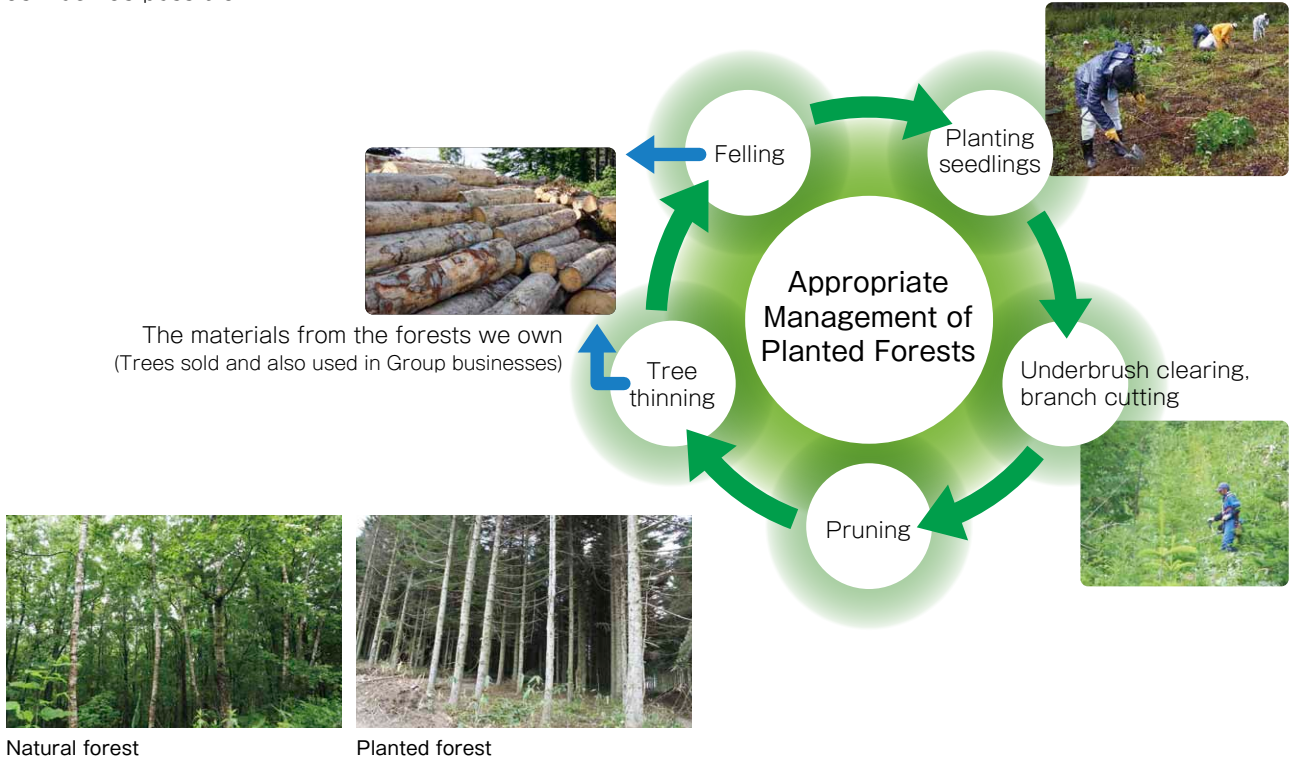 Felling
Planting
seedlings
Appropriate
Management of
Planted Forests
The materials from the forests we own
(Trees sold and also used in Group businesses)
Tree
thinning
Underbrush clearing,
branch cutting
Pruning
Natural forest
Planted forest